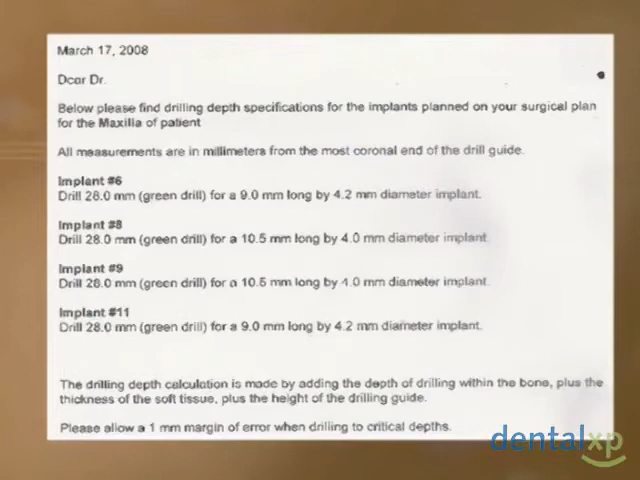 March 17, 2008
Dear Dr.
Below please find drilling depth specifications for the implants planned on your surgical plan
for the Maxilla of patient
All measurements are in millimeters from the most coronal end of the drill guide.
Implant #6
Drill 28.0 mm (green drill) for a 9.0 mm long by 4.2 mm diameter implant.
Implant #8
Drill 28.0 mm (green drill) for a 10.5 mm long by 4.0 mm diameter implant.
Implant #9
Drill 28.0 mm (green drill) for a 10.5 mm long by 4.0 mm diameter implant.
Implant #11
Drill 28.0 mm (green drill) for a 9.0 mm long by 4.2 mm diameter implant.
The drilling depth calculation is made by adding the depth of drilling within the bone, plus the
thickness of the soft tissue, plus the height of the drilling guide.
Please allow a 1 mm margin of error when drilling to critical depths.
dentalxp